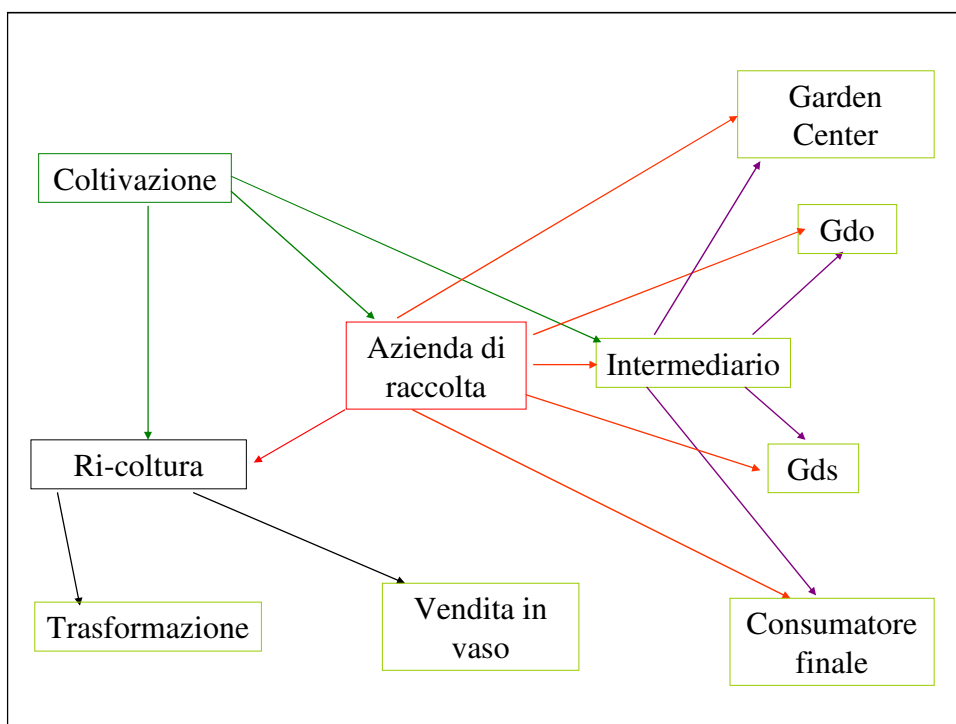 Garden
Center
Coltivazione
Gdo
Azienda di
raccolta
Intermediario
Ri-coltura
Gds
Trasformazione
Vendita in
vaso
Consumatore
finale